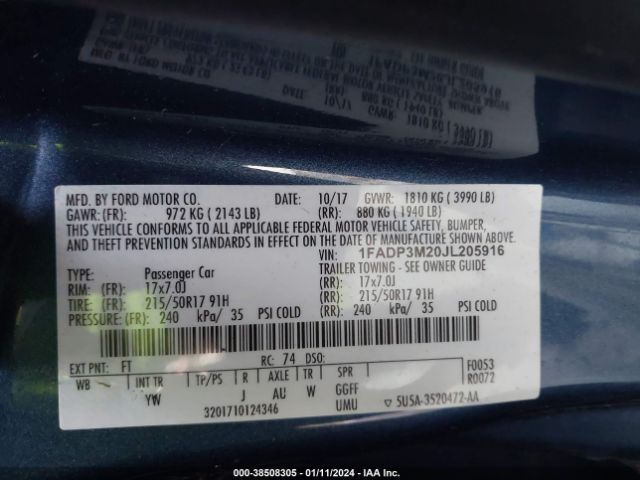 MFD. BY FORD MOTOR CO. DATE: 10/17 GVWR: 1810 KG ( 3990 LB)
GAWR: (FR): 972 KG ( 2143 LB) (RR): 880 KG ( 1940 LB)
THIS VEHICLE CONFORMS TO ALL APPLICABLE FEDERAL MOTOR VEHICLE SAFETY, BUMPER,
AND THEFT PREVENTION STANDARDS IN EFFECT ON THE DATE OF MANUFACTURE SHOWN ABOVE.
VIN: 1FADP3M20JL205916
TYPE: Passenger Car TRAILER TOWING - SEE OWNER GUIDE
RIM: (FR): 17x7.0J (RR): 17x7.0J
TIRE: (FR): 215/50R17 91H (RR): 215/50R17 91H
PRESSURE: (FR): 240 kPa/ 35 PSI COLD (RR): 240 kPa/ 35 PSI COLD
EXT PNT: FT RC: 74 DSO: F0053
WB INT TR TP/PS R AXLE TR SPR R0072
YW J AU W GGFF
3201710124346 UMU ▽ 5U5A-3520472-AA
000-38508305 - 01/11/2024 - IAA Inc.